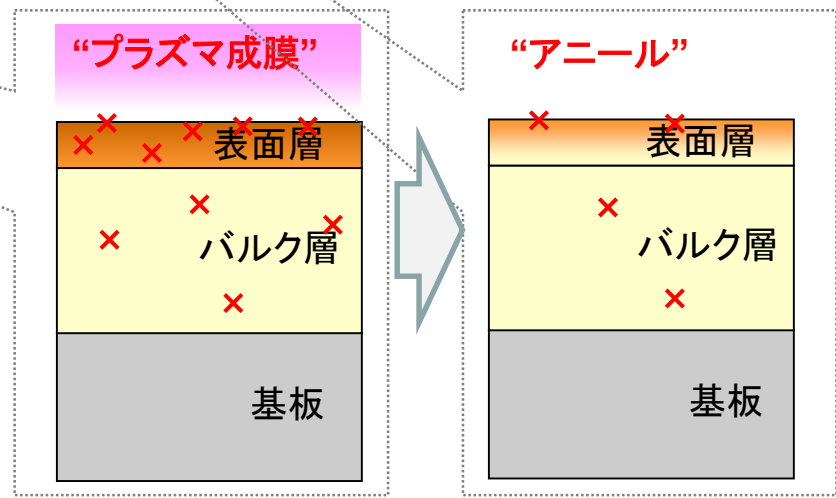 “プラズマ成膜”
表面層
バルク層
基板
“アニール”
表面層
バルク層
基板